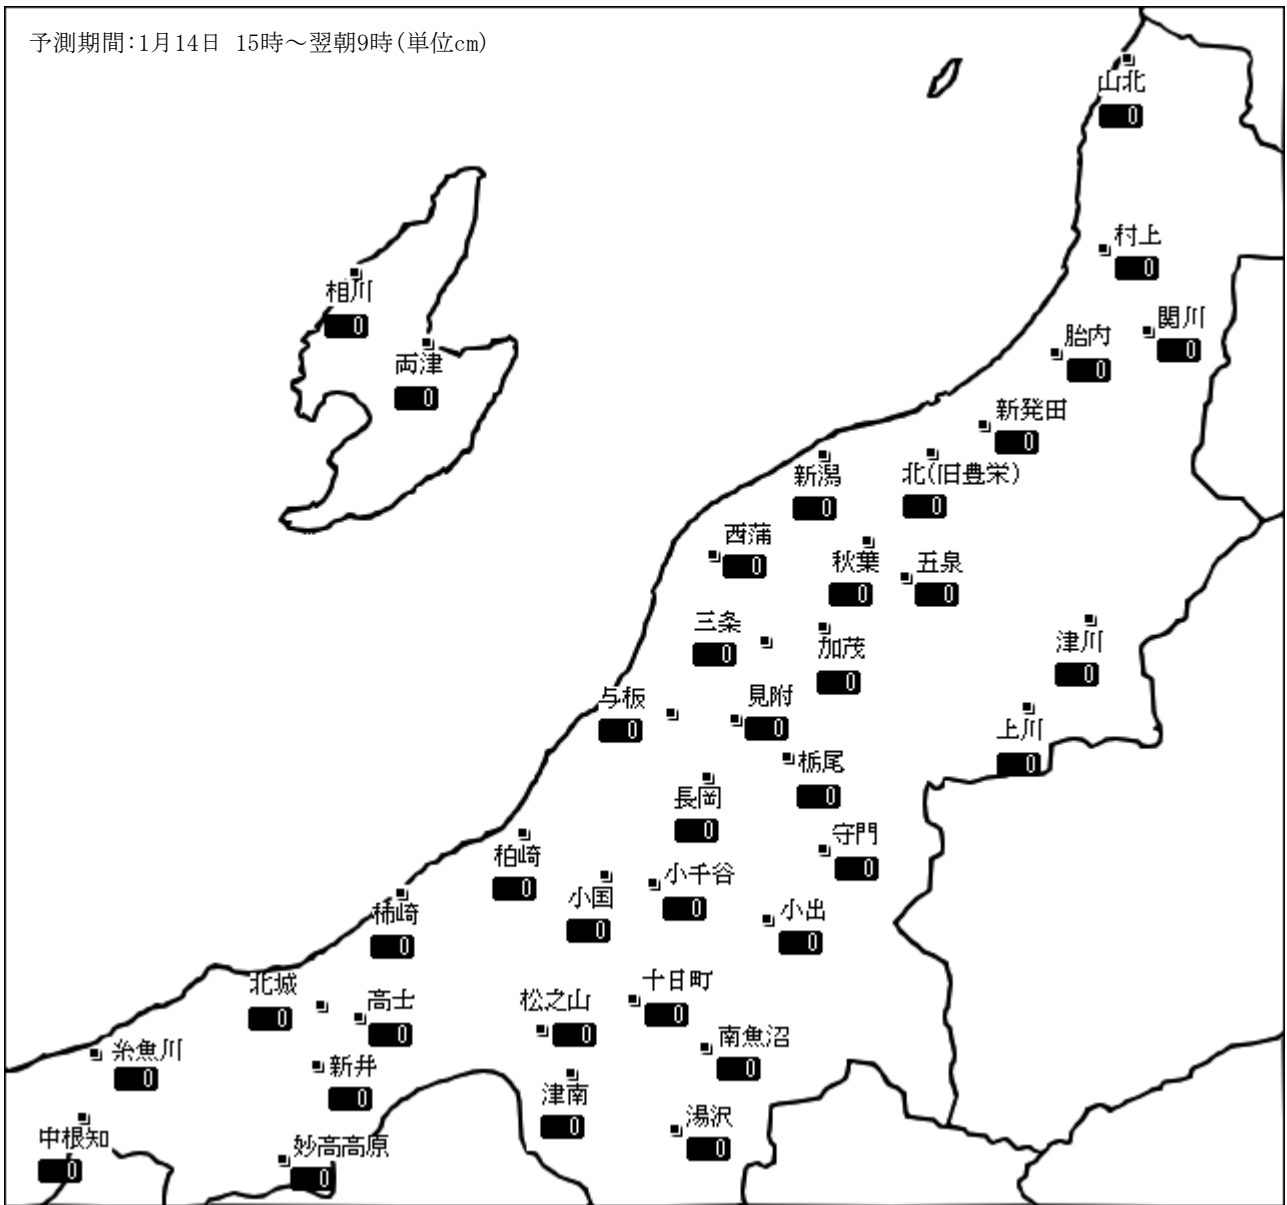 予測期間:1月14日 15時～翌朝9時(単位cm)
山北
0
村上
0
相川
0
関川
0
胎内
0
両津
0
新発田
0
新潟
0
北(旧豊栄)
0
西蒲
0
秋葉
0
五泉
0
三条
0
加茂
0
津川
0
与板
0
見附
0
上川
0
栃尾
0
長岡
0
守門
0
柏崎
0
小千谷
0
小国
0
小出
0
柿崎
0
北城
0
高士
0
松之山
0
十日町
0
南魚沼
0
糸魚川
0
新井
0
津南
0
湯沢
0
中根知
0
妙高高原
0